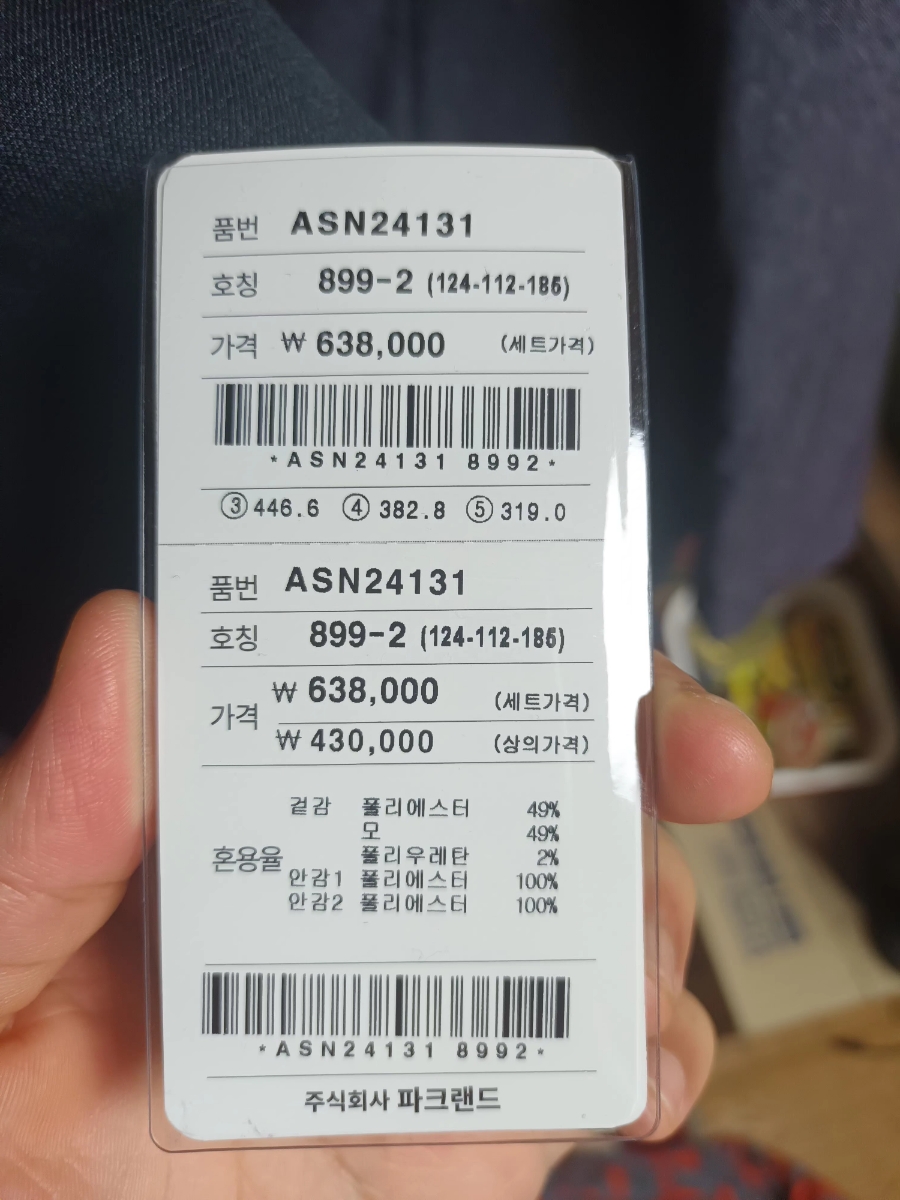 품번 ASN24131
호칭 899-2 (124-112-185)
가격 ₩ 638,000 (세트가격)
*ASN24131 8992*
③446.6 ④ 382.8 ⑤ 319.0
품번 ASN24131
호칭 899-2 (124-112-185)
가격 ₩ 638,000 (세트가격)
₩ 430,000 (상의가격)
혼용율 겉감 폴리에스터 49%
모 49%
폴리우레탄 2%
안감1 폴리에스터 100%
안감2 폴리에스터 100%
*ASN24131 8992*
주식회사 파크랜드